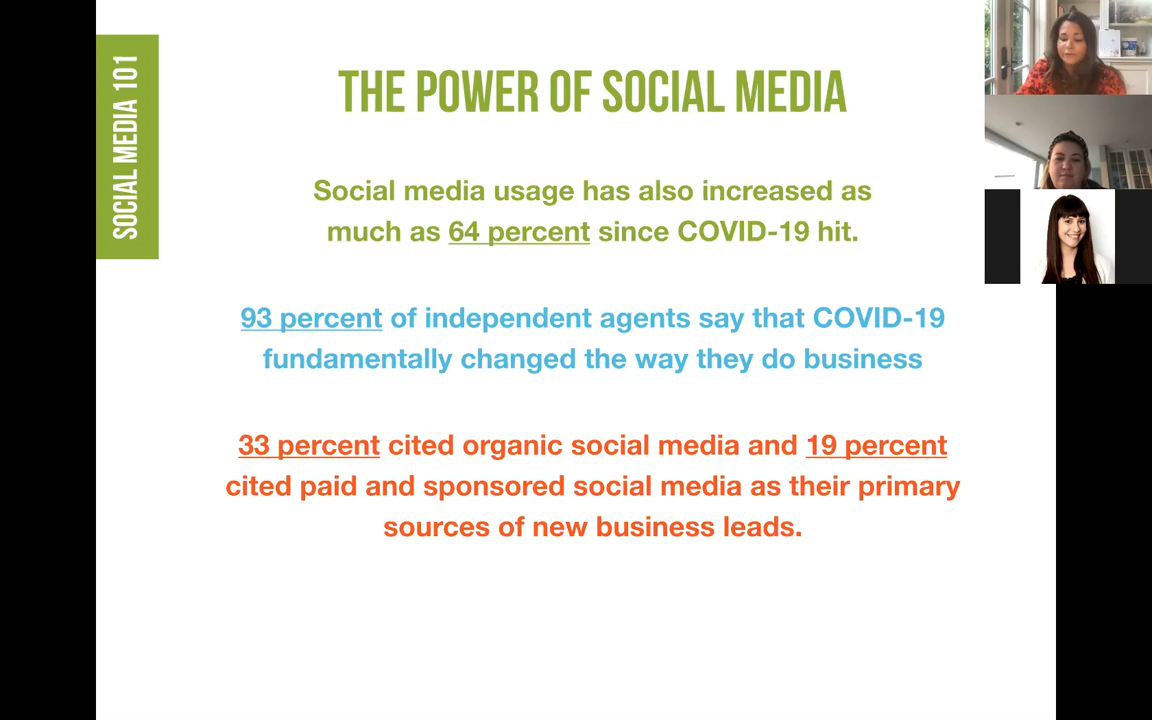 SOCIAL MEDIA 101
THE POWER OF SOCIAL MEDIA
Social media usage has also increased as
much as 64 percent since COVID-19 hit.
93 percent of independent agents say that COVID-19
fundamentally changed the way they do business
33 percent cited organic social media and 19 percent
cited paid and sponsored social media as their primary
sources of new business leads.